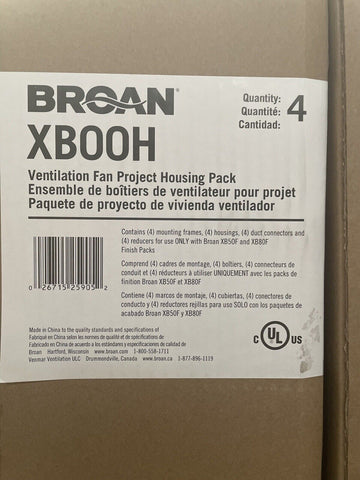 BROAN®
Quantity:
Quantité:
Cantidad:
4
XB00H
Ventilation Fan Project Housing Pack
Ensemble de boîtiers de ventilateur pour projet
Paquete de proyecto de vivienda ventilador
Contains (4) mounting frames, (4) housings, (4) duct connectors and
(4) reducers for use ONLY with Broan XB50F and XB80F
Finish Packs
Comprend (4) cadres de montage, (4) boîtiers, (4) connecteurs de
conduit et (4) réducteurs à utiliser UNIQUEMENT avec les packs de
finition Broan XB50F et XB80F
Contiene (4) marcos de montaje, (4) cubiertas, (4) conectores de
conducto y (4) reductores rejillas para uso SOLO con los paquetes de
acabado Broan XB50F y XB80F
0 26715 25905 2
Made in China to the quality standards and specifications of
Fabriqué en China selon les normes de qualité et de spécifications de
Fabricado en China de acuerdo a los estándares y especificaciones de calidad de
Broan Hartford, Wisconsin www.broan.com 1-800-558-1711
Venmar Ventilation ULC Drummondville, Canada www.broan.ca 1-877-896-1119
C UL US